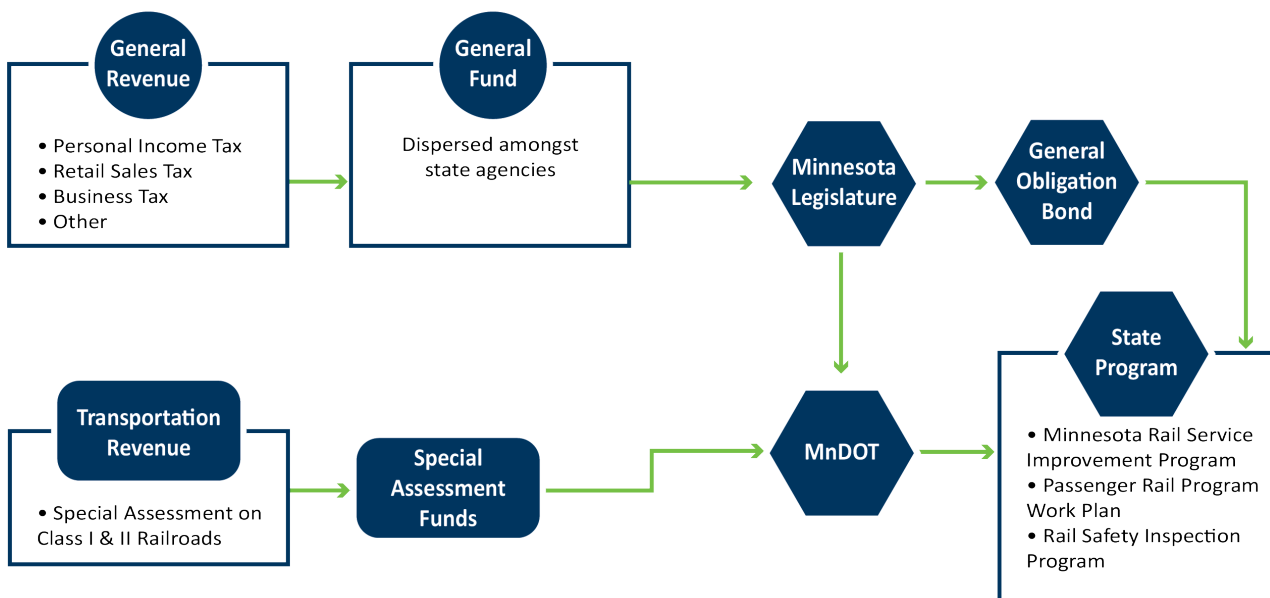 General
Revenue
• Personal Income Tax
• Retail Sales Tax
• Business Tax
• Other
General
Fund
Dispersed amongst
state agencies
Minnesota
Legislature
General
Obligation
Bond
Transportation
Revenue
• Special Assessment on
Class I & II Railroads
Special
Assessment
Funds
MnDOT
State
Program
• Minnesota Rail Service
Improvement Program
• Passenger Rail Program
Work Plan
• Rail Safety Inspection
Program